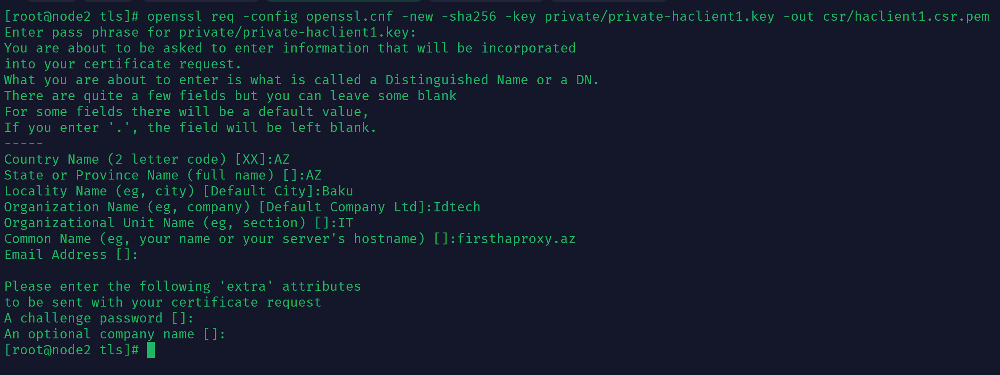 [root@node2 tls]# openssl req -config openssl.cnf -new -sha256 -key private/private-haclient1.key -out csr/haclient1.csr.pem
Enter pass phrase for private/private-haclient1.key:
You are about to be asked to enter information that will be incorporated
into your certificate request.
What you are about to enter is what is called a Distinguished Name or a DN.
There are quite a few fields but you can leave some blank
For some fields there will be a default value,
If you enter '.', the field will be left blank.
-----
Country Name (2 letter code) [XX]:AZ
State or Province Name (full name) []:AZ
Locality Name (eg, city) [Default City]:Baku
Organization Name (eg, company) [Default Company Ltd]:Idtech
Organizational Unit Name (eg, section) []:IT
Common Name (eg, your name or your server's hostname) []:firsthaproxy.az
Email Address []:

Please enter the following 'extra' attributes
to be sent with your certificate request
A challenge password []:
An optional company name []:
[root@node2 tls]#